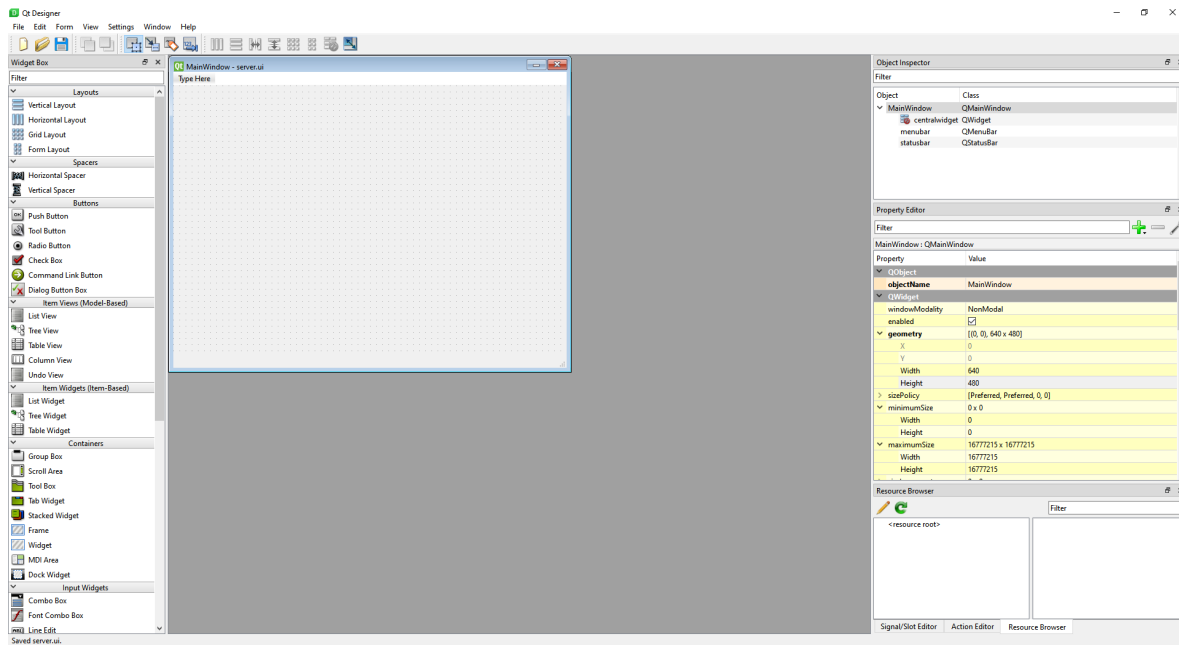 Qt Designer
File Edit Form View Settings Window Help
Widget Box
Filter
Layouts
Vertical Layout
Horizontal Layout
Grid Layout
Form Layout
Spacers
Horizontal Spacer
Vertical Spacer
Buttons
Push Button
Tool Button
Radio Button
Check Box
Command Link Button
Dialog Button Box
Item Views (Model-Based)
List View
Tree View
Table View
Column View
Undo View
Item Widgets (Item-Based)
List Widget
Tree Widget
Table Widget
Containers
Group Box
Scroll Area
Tool Box
Tab Widget
Stacked Widget
Frame
Widget
MDI Area
Dock Widget
Input Widgets
Combo Box
Font Combo Box
Line Edit
Saved server.ui.
MainWindow - server.ui
Type Here
Object Inspector
Filter
Object Class
MainWindow QMainWindow
centralwidget QWidget
menubar QMenuBar
statusbar QStatusBar
Property Editor
Filter
MainWindow : QMainWindow
Property Value
QObject
objectName MainWindow
QWidget
windowModality NonModal
enabled
geometry [(0, 0), 640 x 480]
X 0
Y 0
Width 640
Height 480
sizePolicy [Preferred, Preferred, 0, 0]
minimumSize 0 x 0
Width 0
Height 0
maximumSize 16777215 x 16777215
Width 16777215
Height 16777215
Resource Browser
Filter
<resource root>
Signal/Slot Editor Action Editor Resource Browser